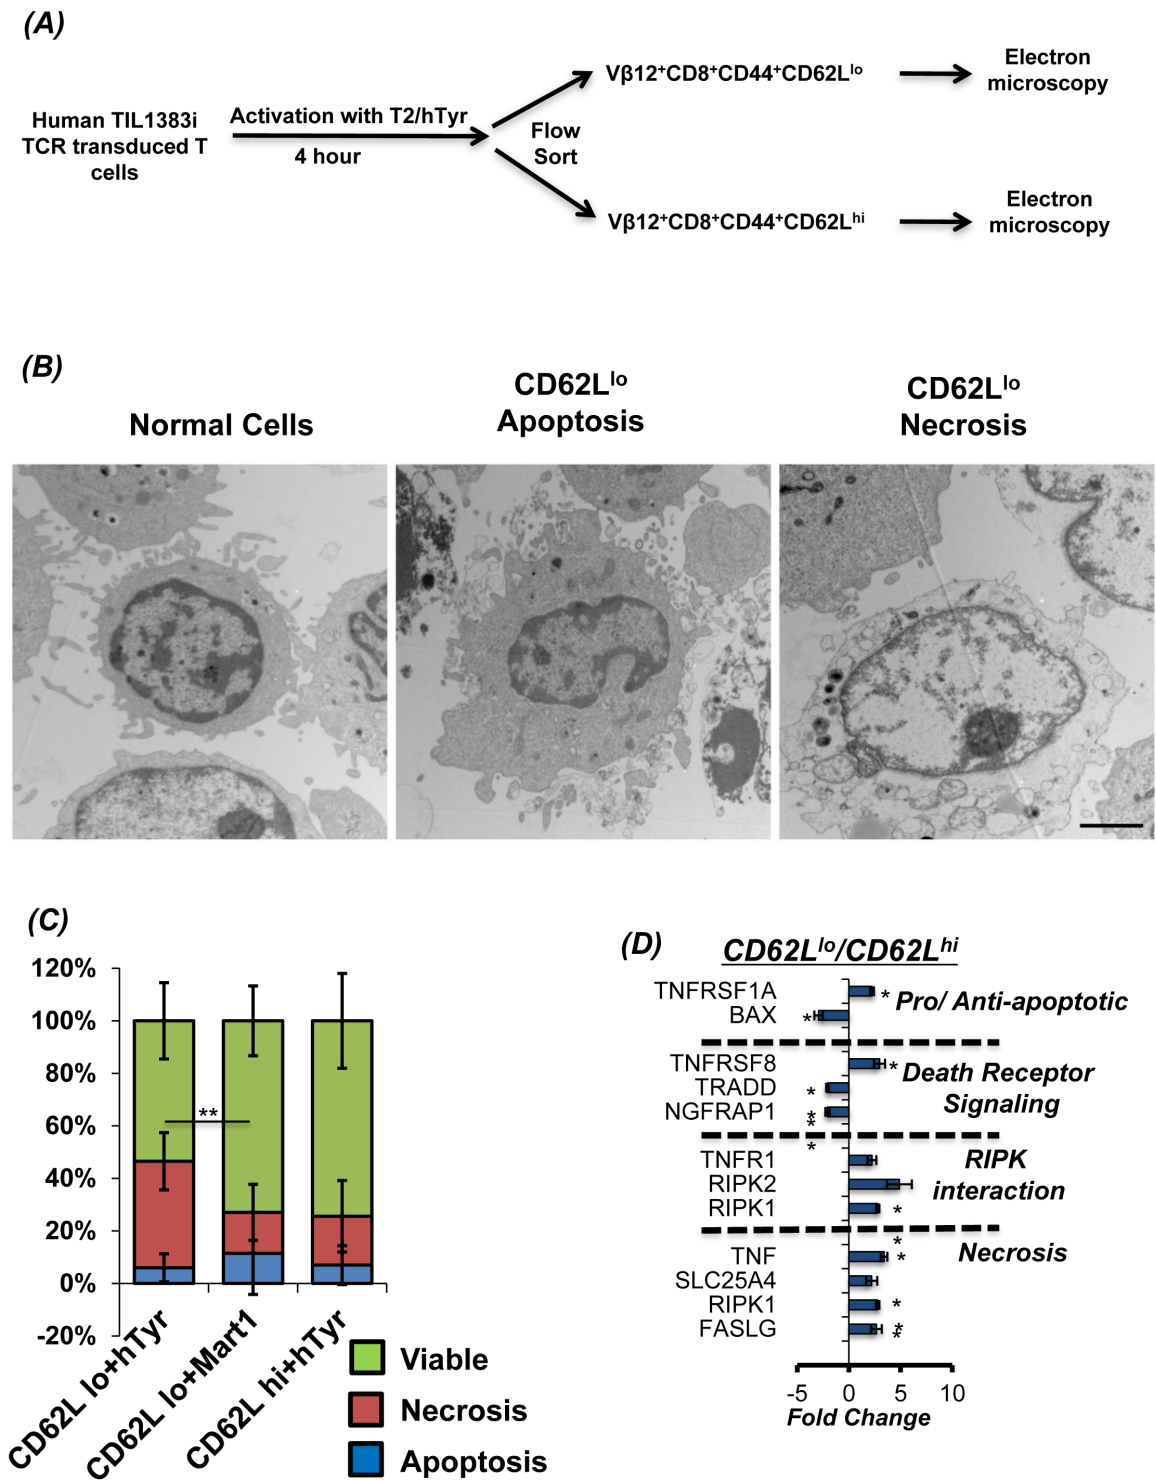 (A)
Human TIL1383i
TCR transduced T
cells
Activation with T2/hTyr
4 hour
Flow
Sort
Vβ12⁺CD8⁺CD44⁺CD62Lˡᵒ
Electron
microscopy
Vβ12⁺CD8⁺CD44⁺CD62Lʰⁱ
Electron
microscopy
(B)
Normal Cells
CD62Lˡᵒ
Apoptosis
CD62Lˡᵒ
Necrosis
(C)
120%
100%
80%
60%
40%
20%
0%
-20%
**
CD62L lo+hTyr
CD62L lo+Mart1
CD62L hi+hTyr
Viable
Necrosis
Apoptosis
(D)
CD62Lˡᵒ/CD62Lʰⁱ
TNFRSF1A *
BAX *
Pro/ Anti-apoptotic
TNFRSF8 *
TRADD *
NGFRAP1 * *
Death Receptor
Signaling
*
TNFR1
RIPK2
RIPK1 *
RIPK
interaction
*
TNF *
SLC25A4
RIPK1 *
FASLG * *
Necrosis
-5 0 5 10
Fold Change